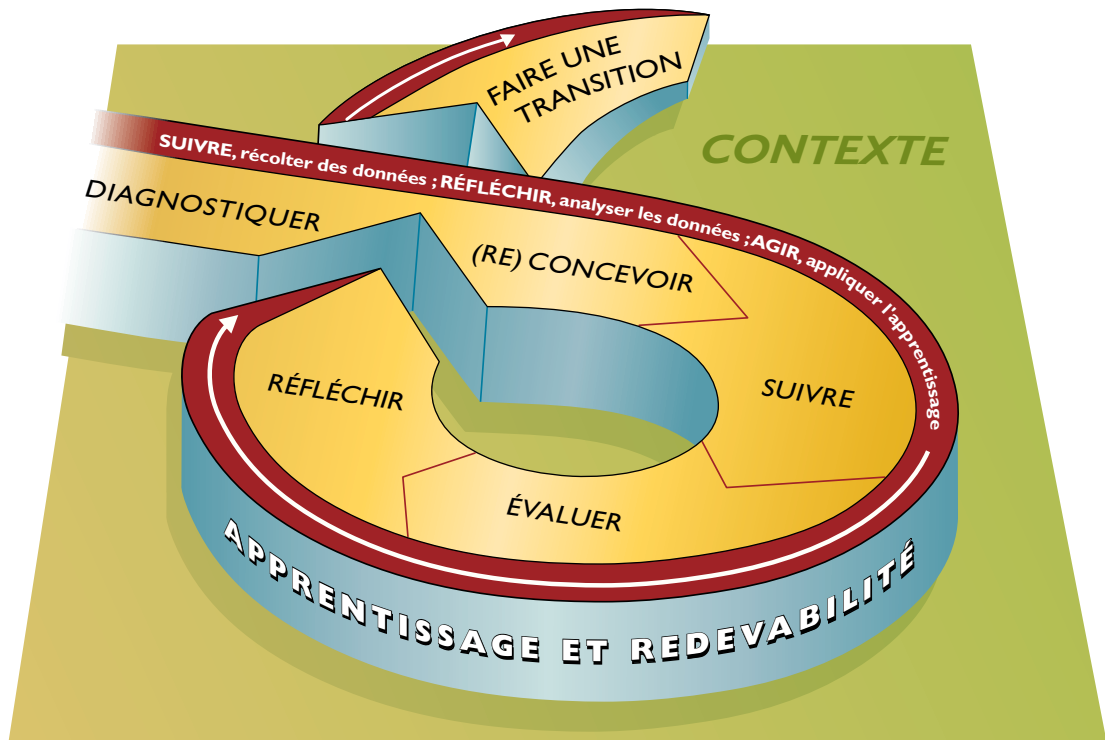 FAIRE UNE
TRANSITION
CONTEXTE
SUIVRE, récolter des données ; RÉFLÉCHIR, analyser les données ; AGIR, appliquer l'apprentissage
DIAGNOSTIQUER
(RE) CONCEVOIR
SUIVRE
ÉVALUER
RÉFLÉCHIR
APPRENTISSAGE ET REDEVABILITÉ